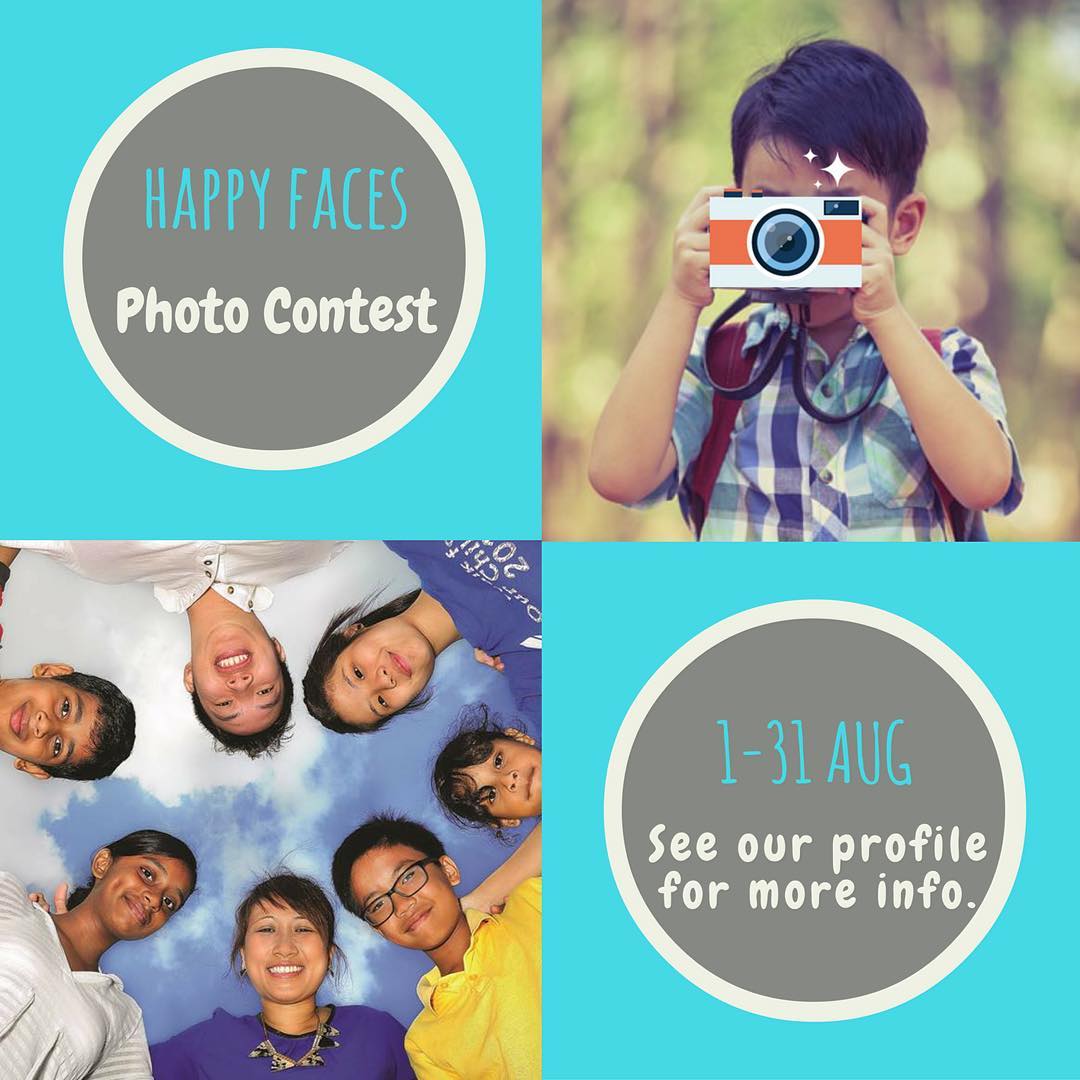 HAPPY FACES
Photo Contest
1-31 AUG
See our profile
for more info.